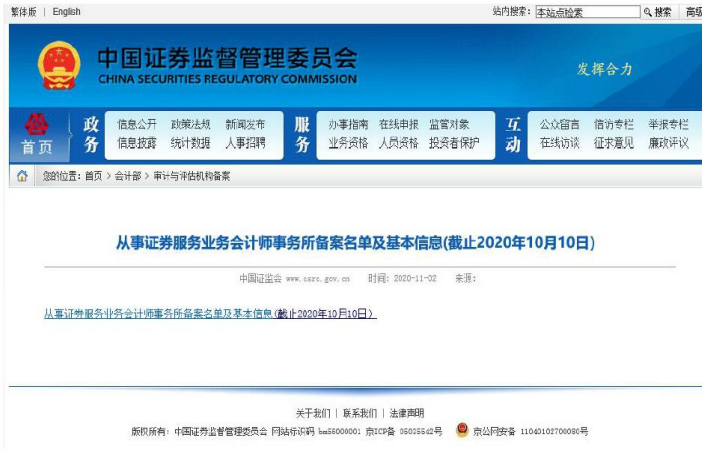 繁体版 | English 站内搜索: 本站点检索 搜索 高级
中国证券监督管理委员会
CHINA SECURITIES REGULATORY COMMISSION
发挥合力
首页
政务
信息公开 政策法规 新闻发布
信息披露 统计数据 人事招聘
服务
办事指南 在线申报 监管对象
业务资格 人员资格 投资者保护
互动
公众留言 信访专栏 举报专栏
在线访谈 征求意见 廉政评议
您的位置: 首页 > 会计部 > 审计与评估机构备案
从事证券服务业务会计师事务所备案名单及基本信息(截止2020年10月10日)
中国证监会 www.csrc.gov.cn 时间: 2020-11-02 来源:
从事证券服务业务会计师事务所备案名单及基本信息(截止2020年10月10日)
关于我们 | 联系我们 | 法律声明
版权所有: 中国证券监督管理委员会 网站标识码 bm56000001 京ICP备 05035542号 京公网安备 11040102700080号